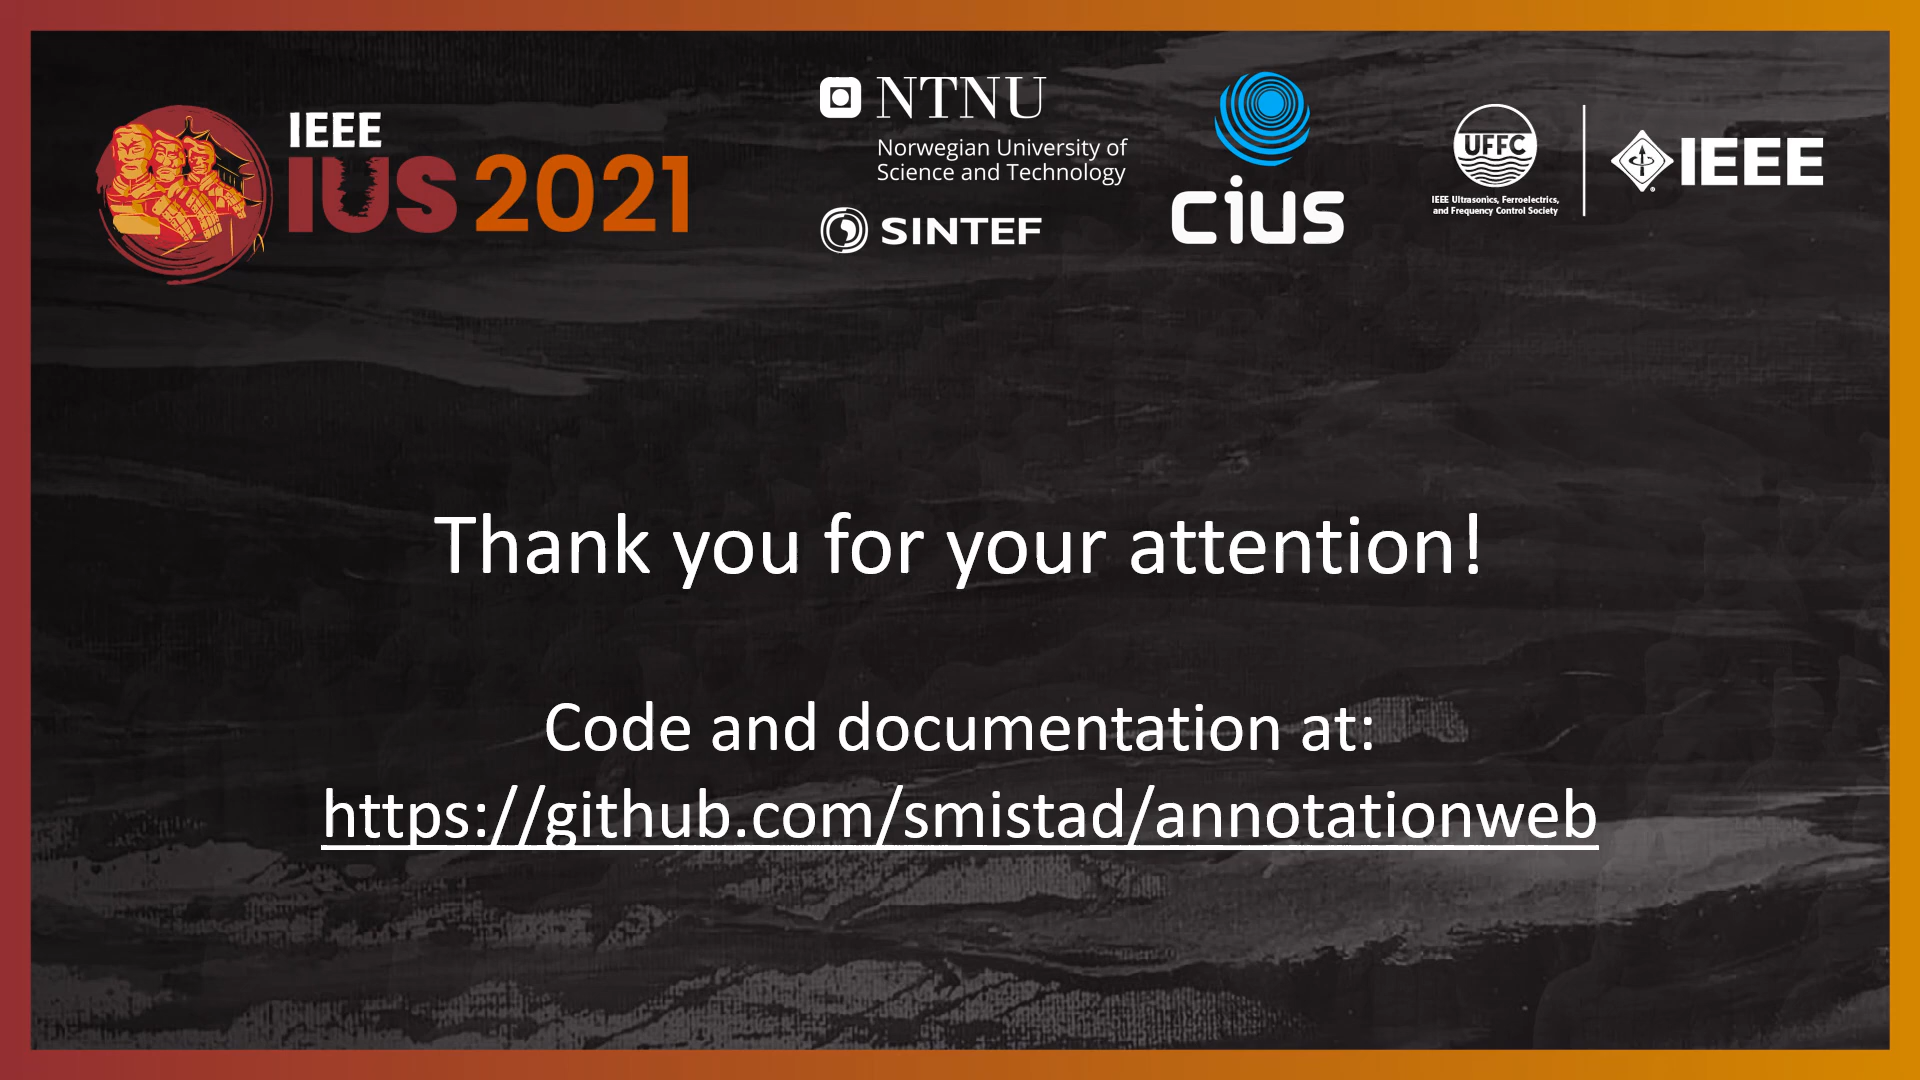 IEEE
IUS 2021
NTNU
Norwegian University of
Science and Technology
SINTEF
cius
UFFC
IEEE Ultrasonics, Ferroelectrics,
and Frequency Control Society
IEEE
Thank you for your attention!
Code and documentation at:
https://github.com/smistad/annotationweb